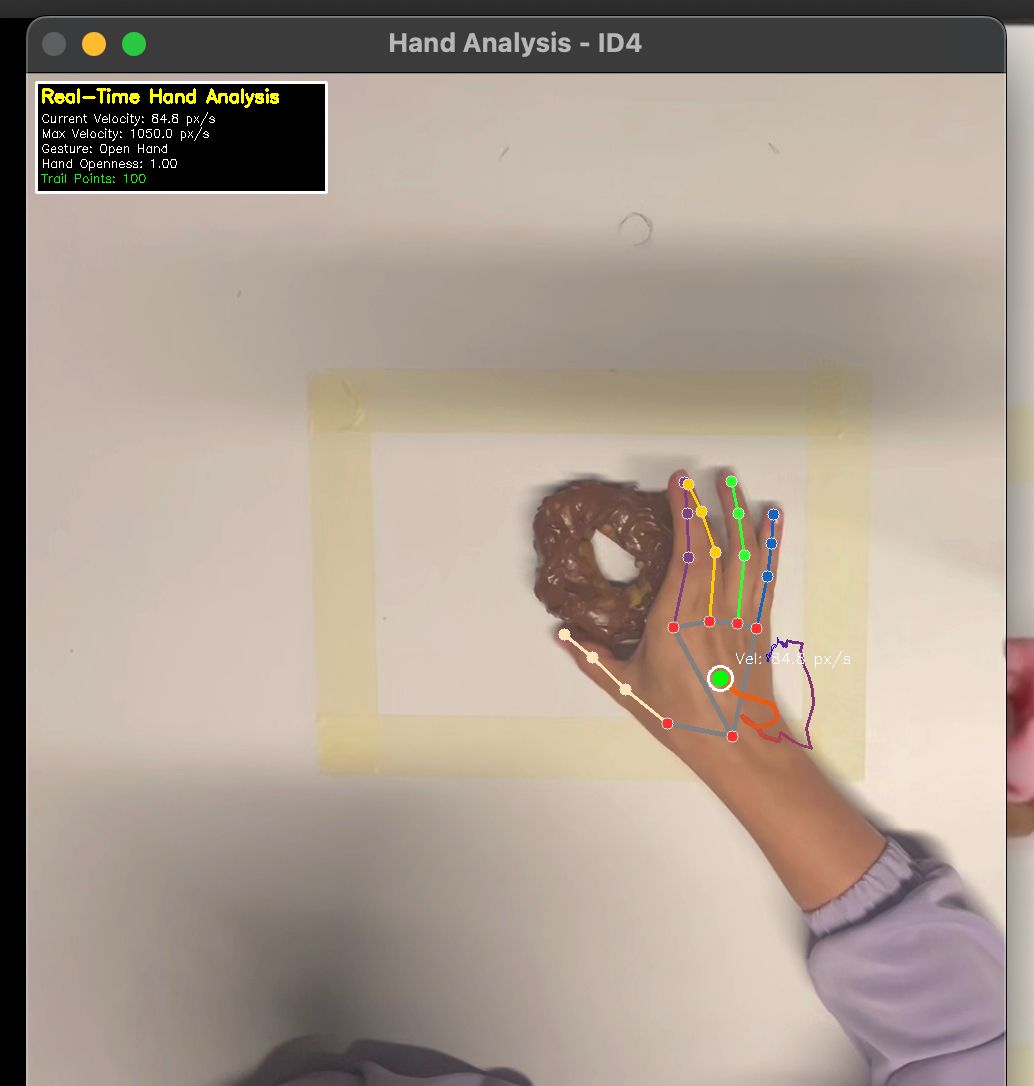 Hand Analysis - ID4
Real-Time Hand Analysis
Current Velocity: 84.8 px/s
Max Velocity: 1050.0 px/s
Gesture: Open Hand
Hand Openness: 1.00
Trail Points: 100
Vel: 84.8 px/s